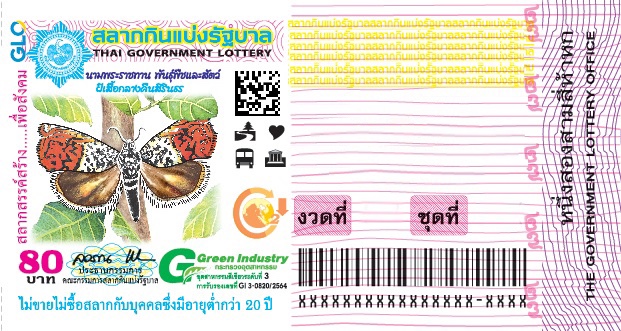 GLO
สลากกินแบ่งรัฐบาล
THAI GOVERNMENT LOTTERY
นามพระราชทาน พันธุ์พืชและสัตว์
ผีเสื้อกลางคืนสิรินธร
สลากสรรค์สร้าง.....เพื่อสังคม
80
บาท
ประธานกรรมการ
คณะกรรมการสลากกินแบ่งรัฐบาล
Green Industry
กระทรวงอุตสาหกรรม
อุตสาหกรรมสีเขียวระดับที่ 3
การรับรองเลขที่ GI 3-0820/2564
ไม่ขายไม่ซื้อสลากกับบุคคลซึ่งมีอายุต่ำกว่า 20 ปี
สลากกินแบ่งรัฐบาลสลากกินแบ่งรัฐบาลสลากกินแบ่งรัฐบาล
งวดที่
ชุดที่
XXXXXXXXXXXXXXXXXX-XXXX
หนึ่งสองสามสี่ห้าหก
THE GOVERNMENT LOTTERY OFFICE